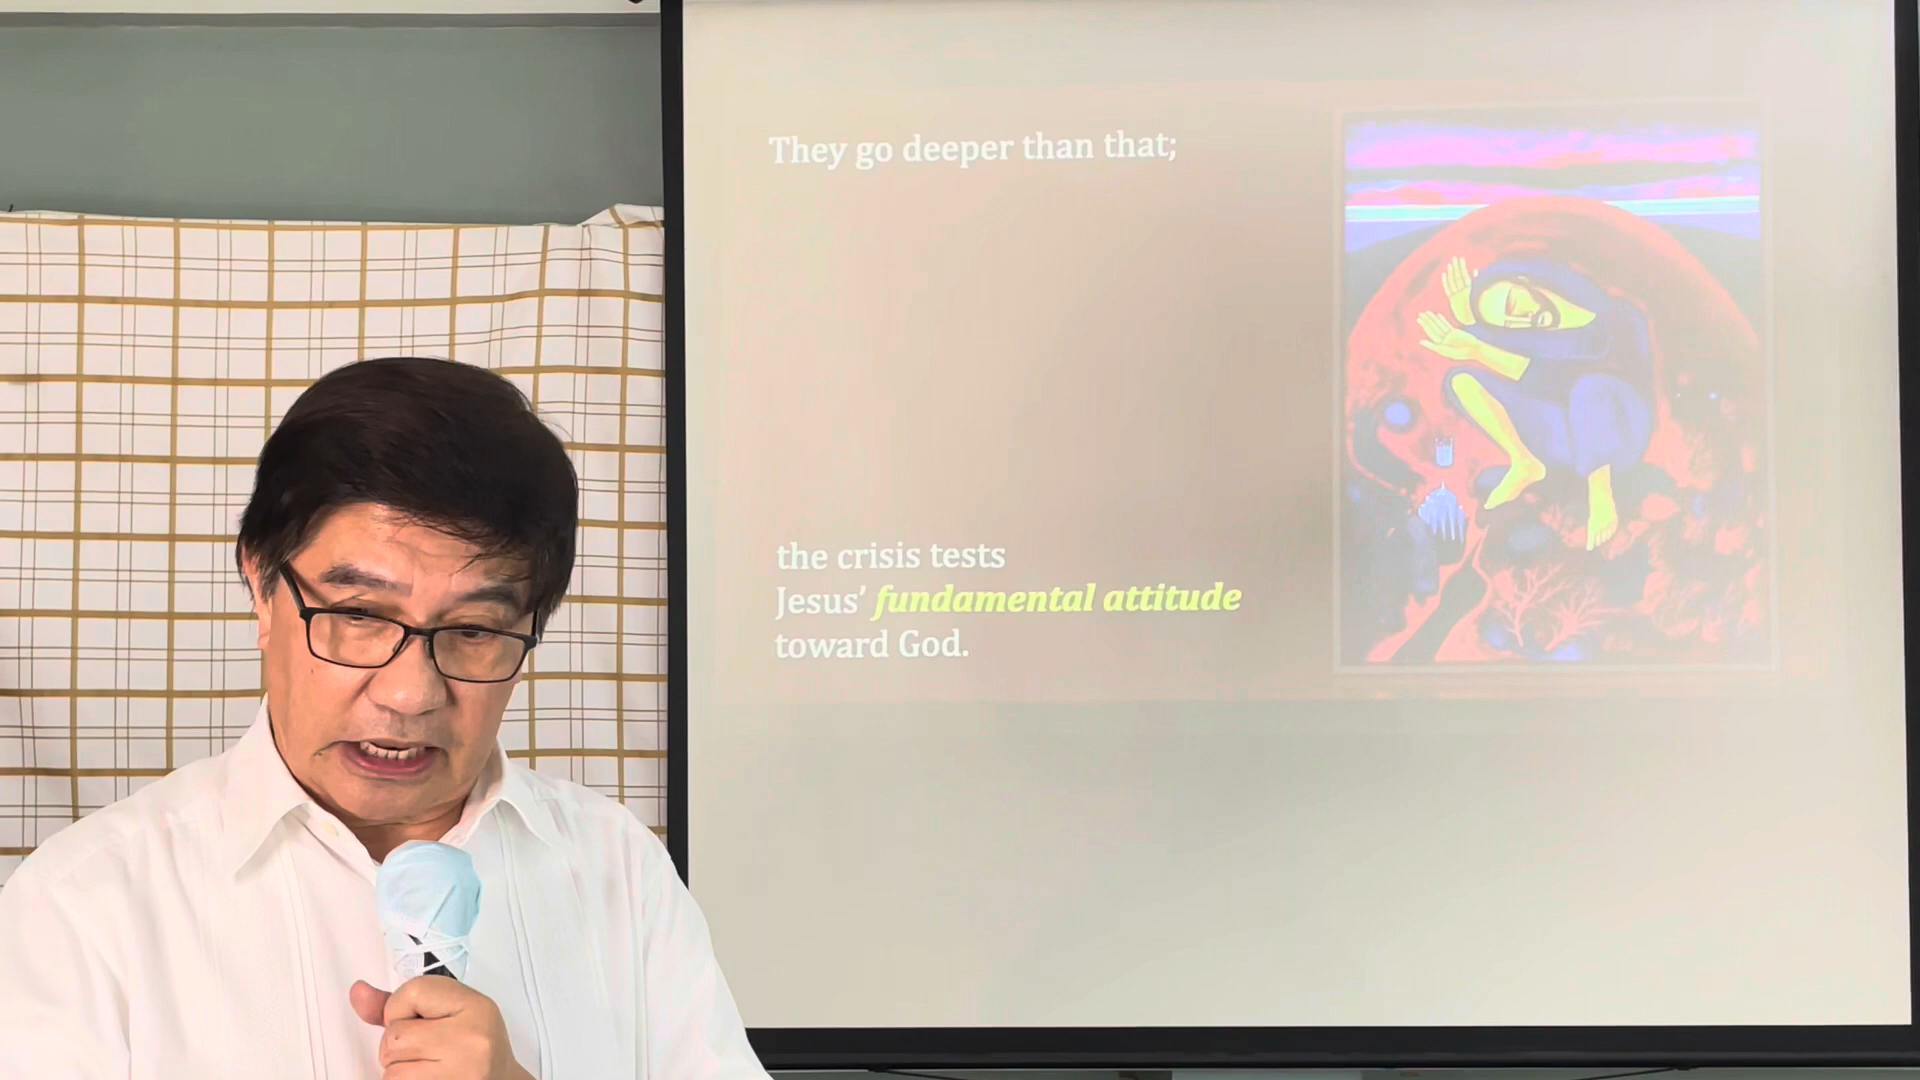 They go deeper than that;
the crisis tests
Jesus’ fundamental attitude
toward God.